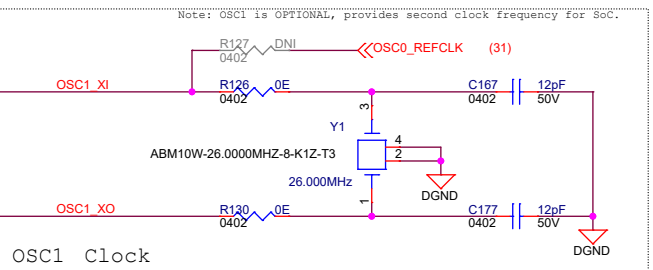 Note: OSC1 is OPTIONAL, provides second clock frequency for SoC.
R127 DNI
0402
OSC0_REFCLK (31)
OSC1_XI
R126 0E
0402
C167 12pF
0402 50V
3
Y1
4
2
ABM10W-26.0000MHZ-8-K1Z-T3
26.000MHz
1
DGND
OSC1_XO
R130 0E
0402
C177 12pF
0402 50V
DGND
OSC1 Clock